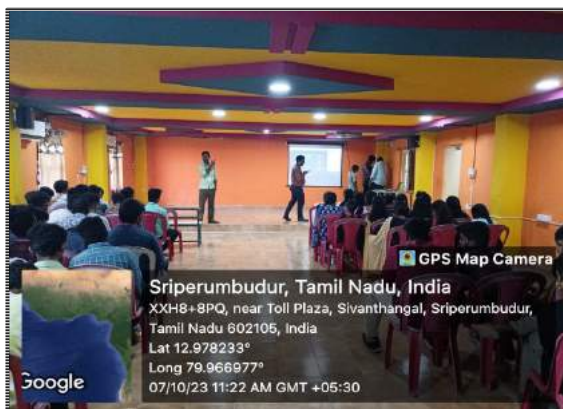 GPS Map Camera
Sriperumbudur, Tamil Nadu, India
XXH8+8PQ, near Toll Plaza, Sivanthangal, Sriperumbudur,
Tamil Nadu 602105, India
Lat 12.978233°
Long 79.966977°
07/10/23 11:22 AM GMT +05:30
Google